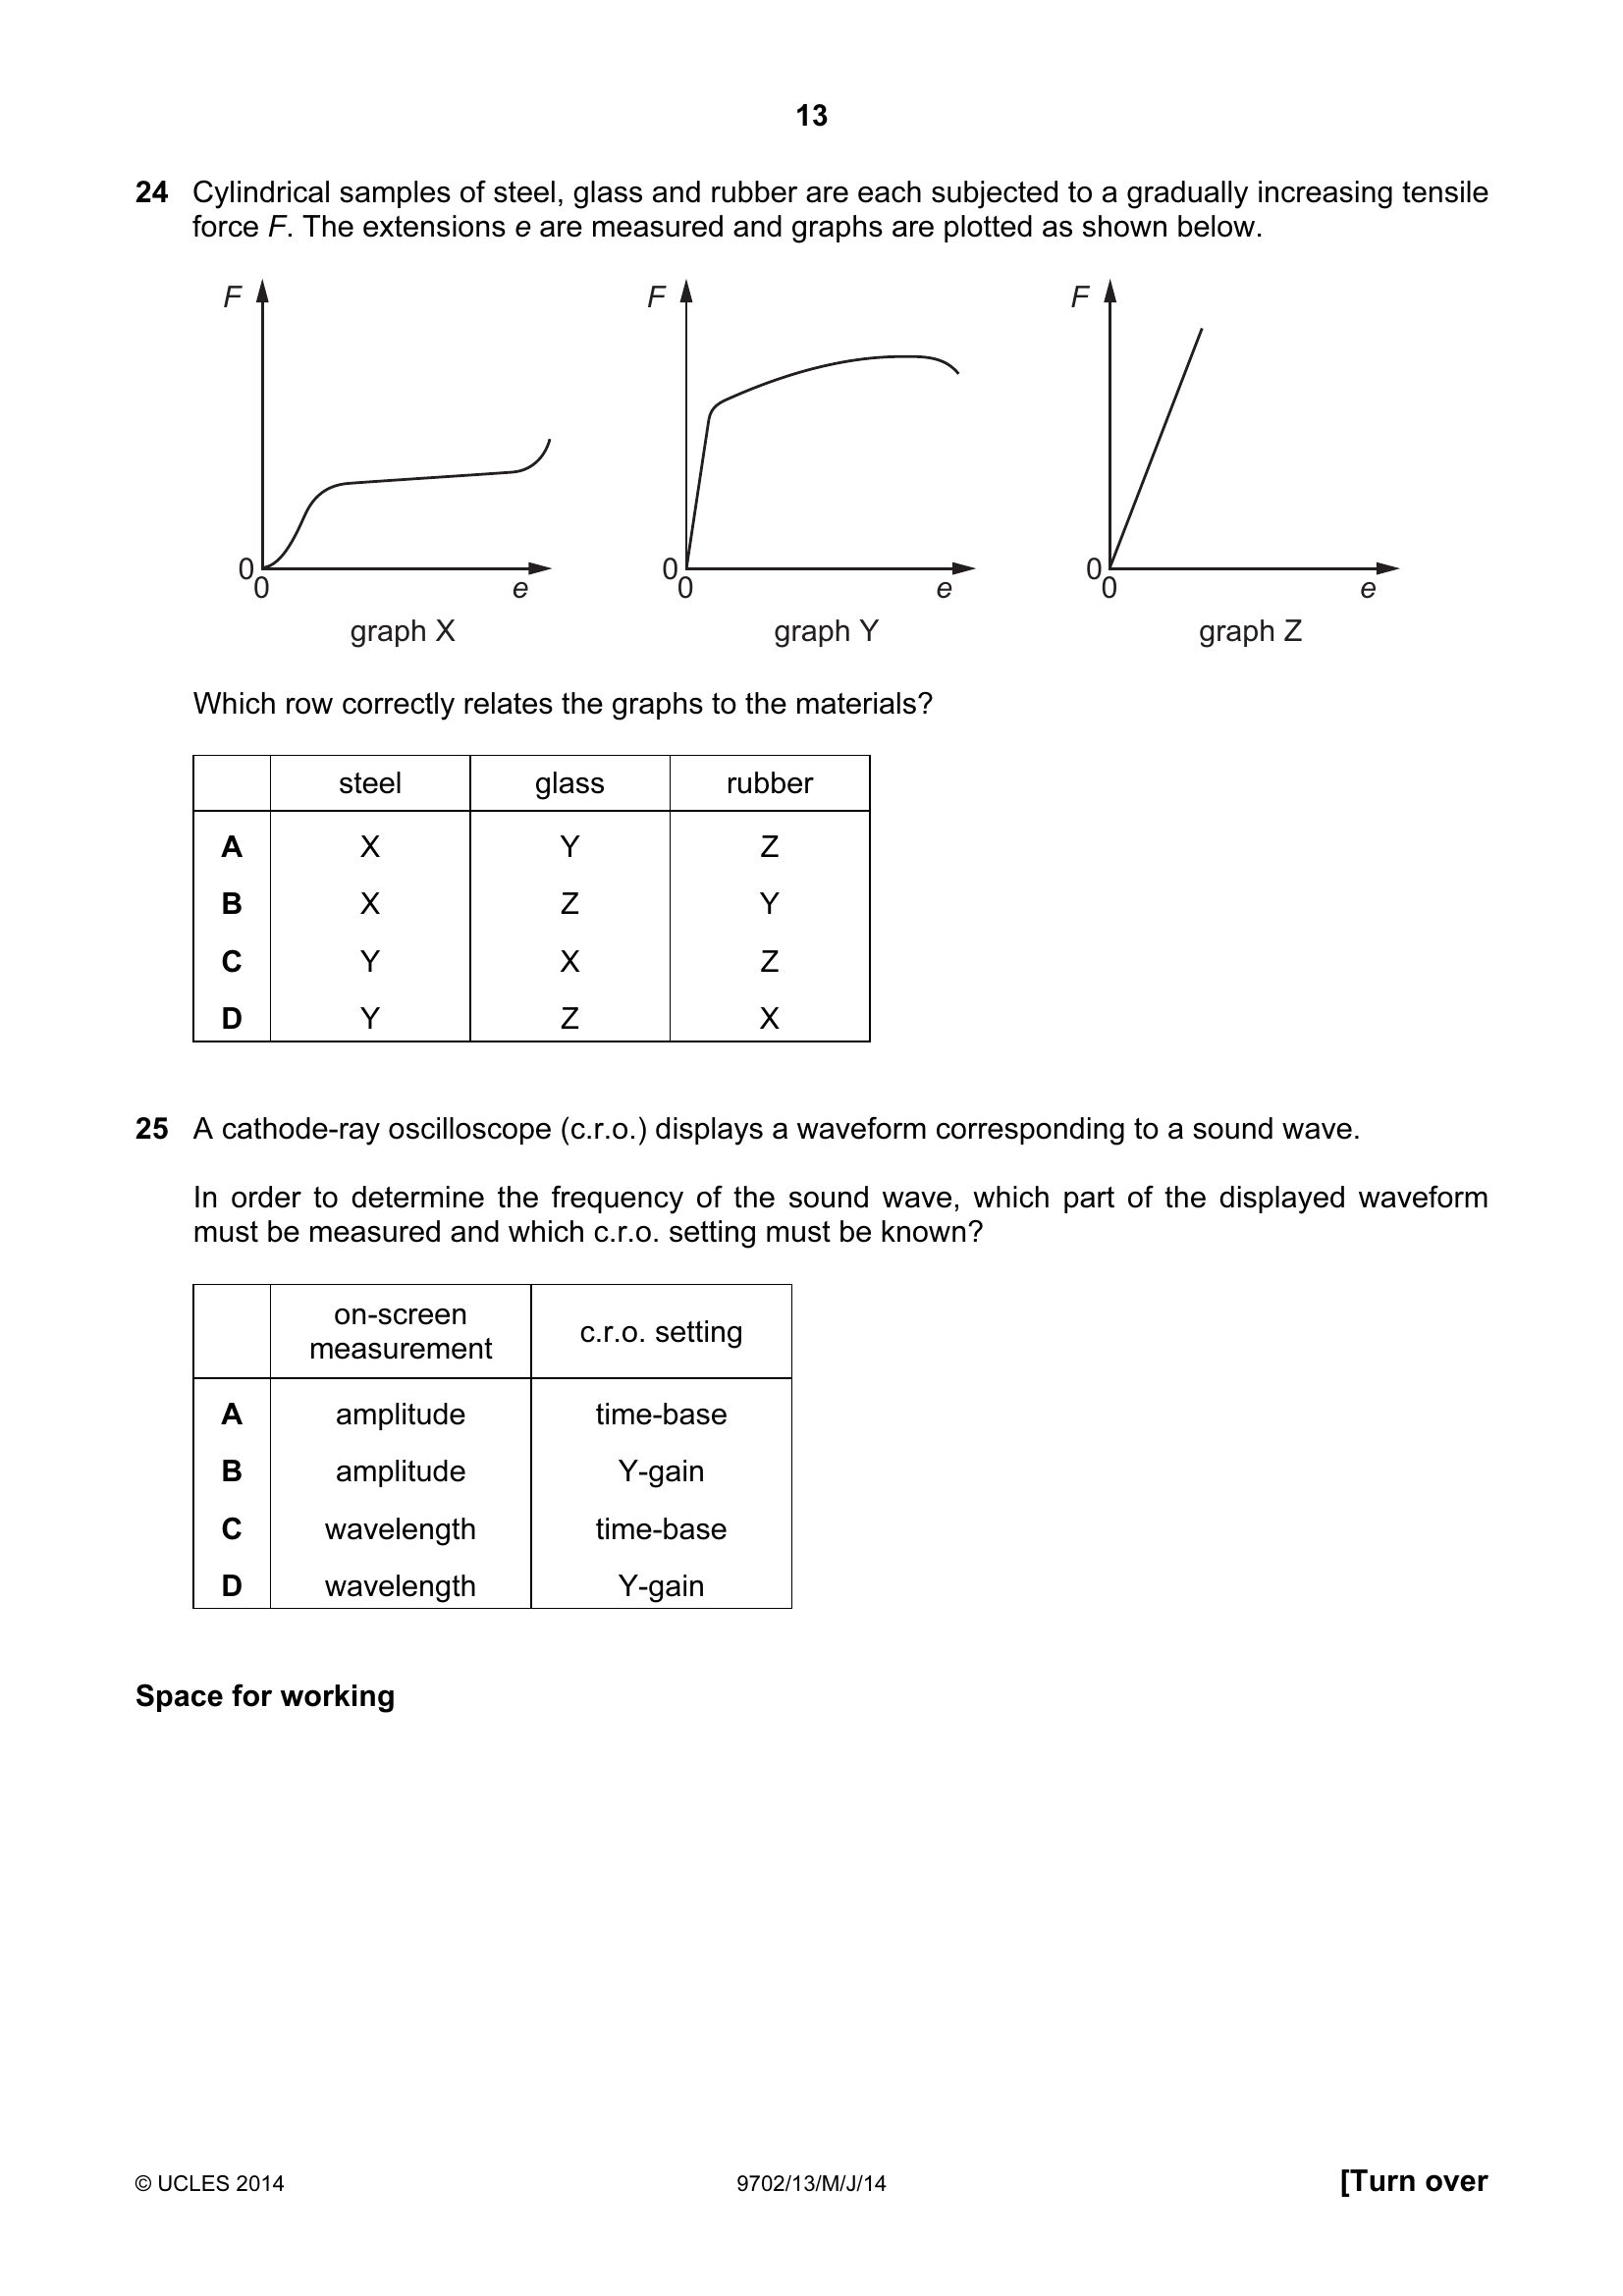 13
24 Cylindrical samples of steel, glass and rubber are each subjected to a gradually increasing tensile
force F. The extensions e are measured and graphs are plotted as shown below.
F F F
0 0 0
0 e 0 e 0 e
graph X graph Y graph Z
Which row correctly relates the graphs to the materials?
steel glass rubber
A X Y Z
B X Z Y
C Y X Z
D Y Z X
25 A cathode-ray oscilloscope (c.r.o.) displays a waveform corresponding to a sound wave.
In order to determine the frequency of the sound wave, which part of the displayed waveform
must be measured and which c.r.o. setting must be known?
on-screen
measurement c.r.o. setting
A amplitude time-base
B amplitude Y-gain
C wavelength time-base
D wavelength Y-gain
Space for working
© UCLES 2014 9702/13/M/J/14 [Turn over